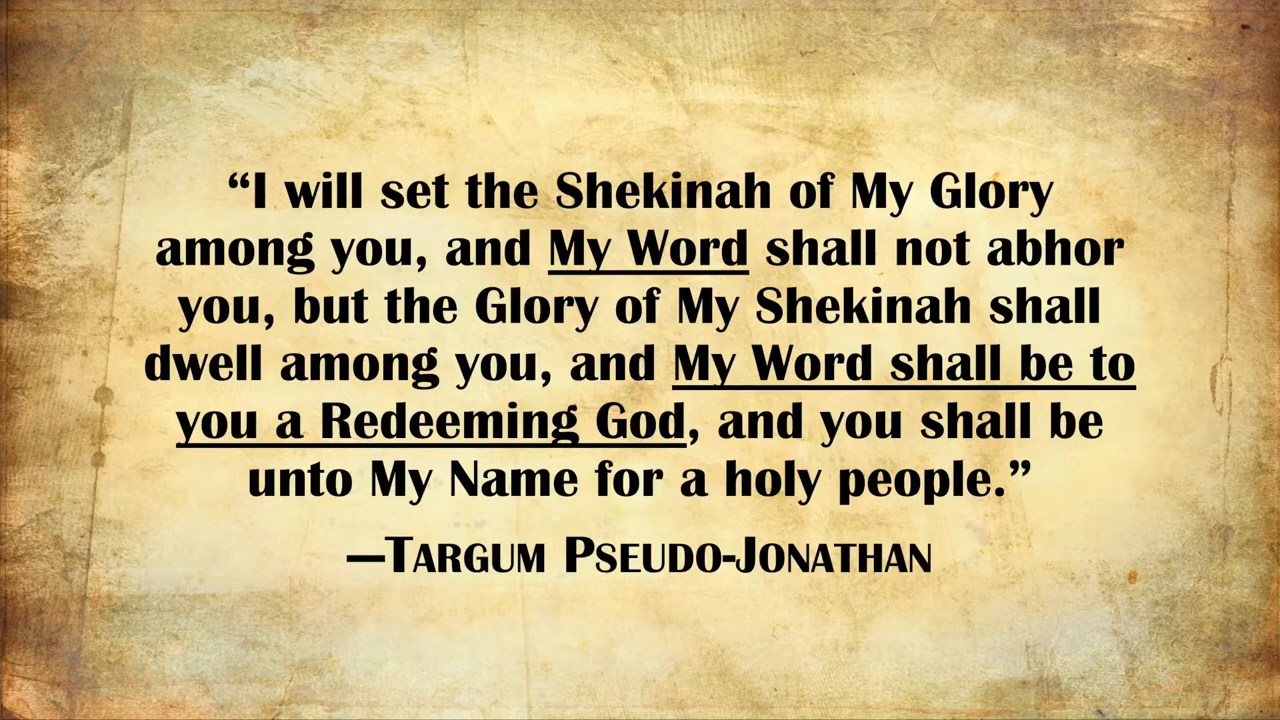 “I will set the Shekinah of My Glory
among you, and My Word shall not abhor
you, but the Glory of My Shekinah shall
dwell among you, and My Word shall be to
you a Redeeming God, and you shall be
unto My Name for a holy people.”
—Targum Pseudo-Jonathan